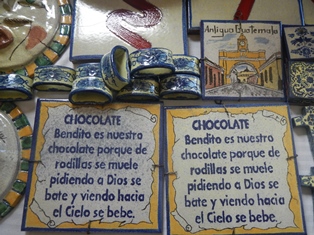 Antigua Guatemala
CHOCOLATE
Bendito es nuestro
chocolate porque de
rodillas se muele
pidiendo a Dios se
bate y viendo hacia
el Cielo se bebe.
CHOCOLATE
Bendito es nuestro
chocolate porque de
rodillas se muele
pidiendo a Dios se
bate y viendo hacia
el Cielo se bebe.